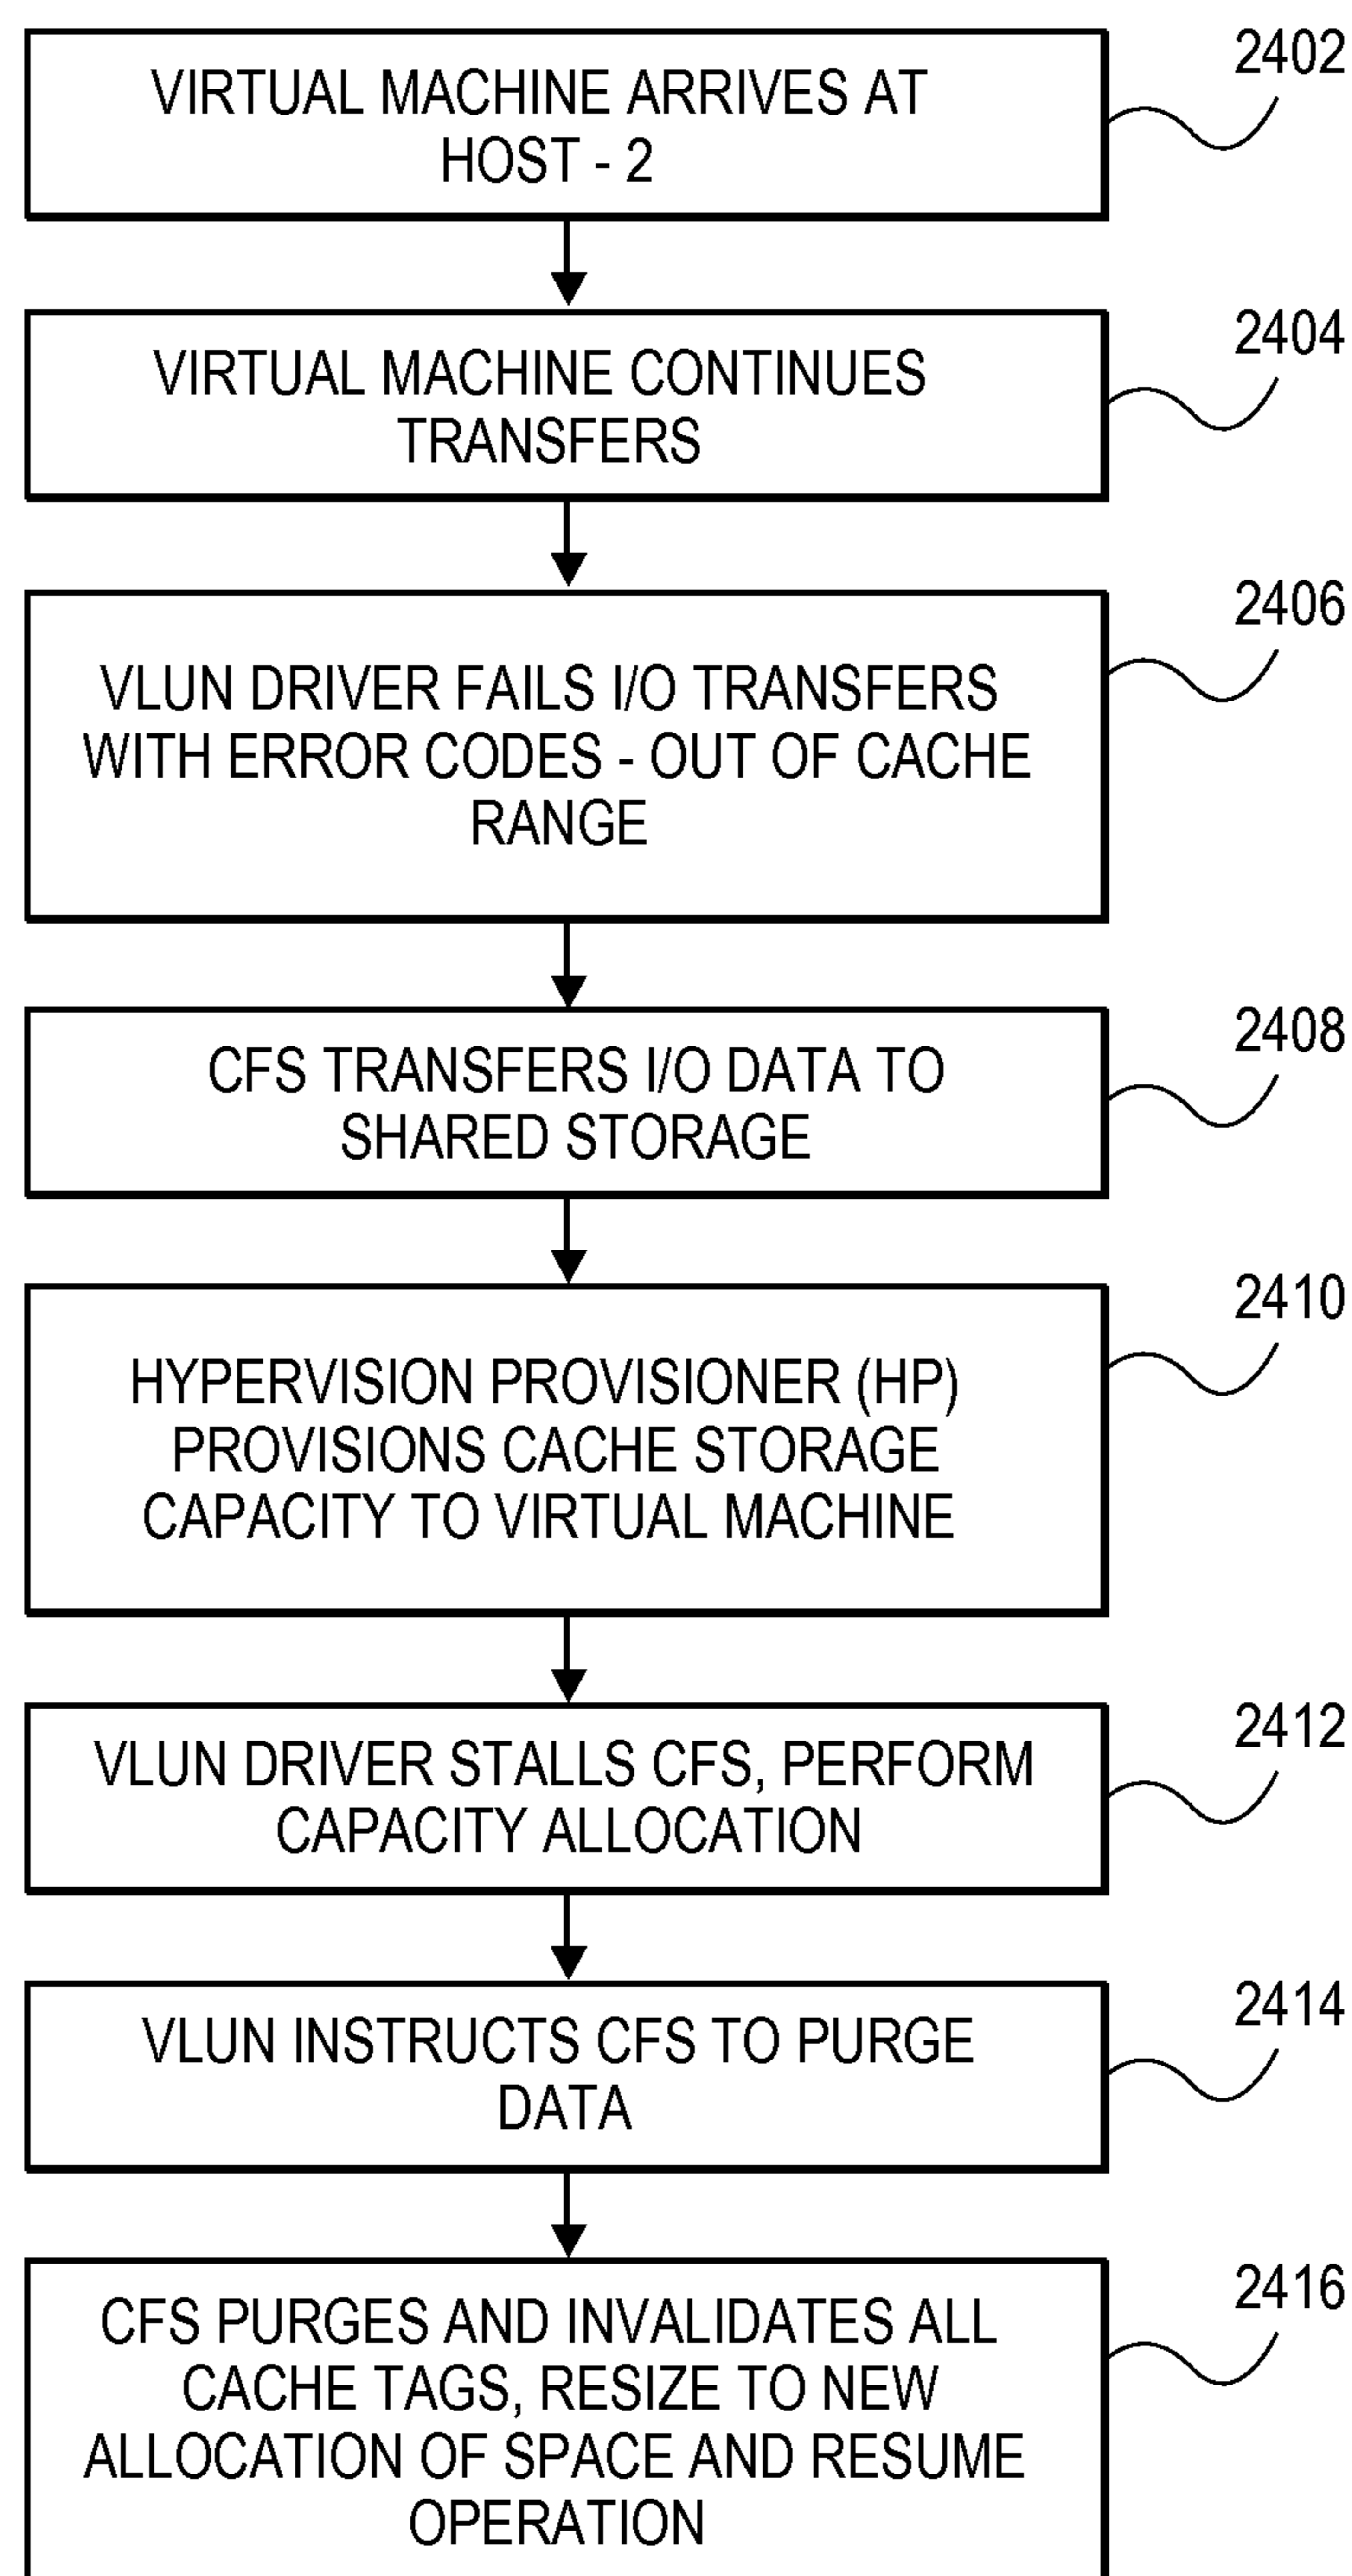 2402
VIRTUAL MACHINE ARRIVES AT
HOST - 2
2404
VIRTUAL MACHINE CONTINUES
TRANSFERS
2406
VLUN DRIVER FAILS I/O TRANSFERS
WITH ERROR CODES - OUT OF CACHE
RANGE
2408
CFS TRANSFERS I/O DATA TO
SHARED STORAGE
2410
HYPERVISION PROVISIONER (HP)
PROVISIONS CACHE STORAGE
CAPACITY TO VIRTUAL MACHINE
2412
VLUN DRIVER STALLS CFS, PERFORM
CAPACITY ALLOCATION
2414
VLUN INSTRUCTS CFS TO PURGE
DATA
2416
CFS PURGES AND INVALIDATES ALL
CACHE TAGS, RESIZE TO NEW
ALLOCATION OF SPACE AND RESUME
OPERATION